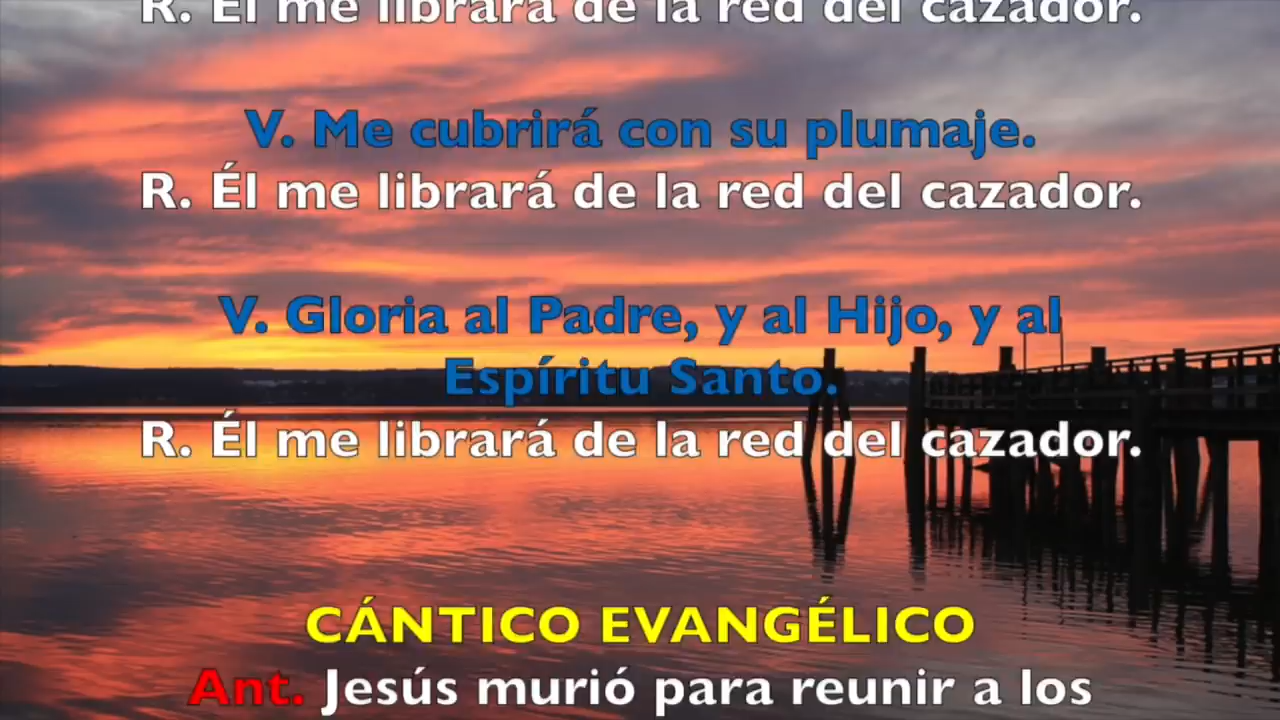 R. Él me librará de la red del cazador.
V. Me cubrirá con su plumaje.
R. Él me librará de la red del cazador.
V. Gloria al Padre, y al Hijo, y al
Espíritu Santo.
R. Él me librará de la red del cazador.
CÁNTICO EVANGÉLICO
Ant. Jesús murió para reunir a los